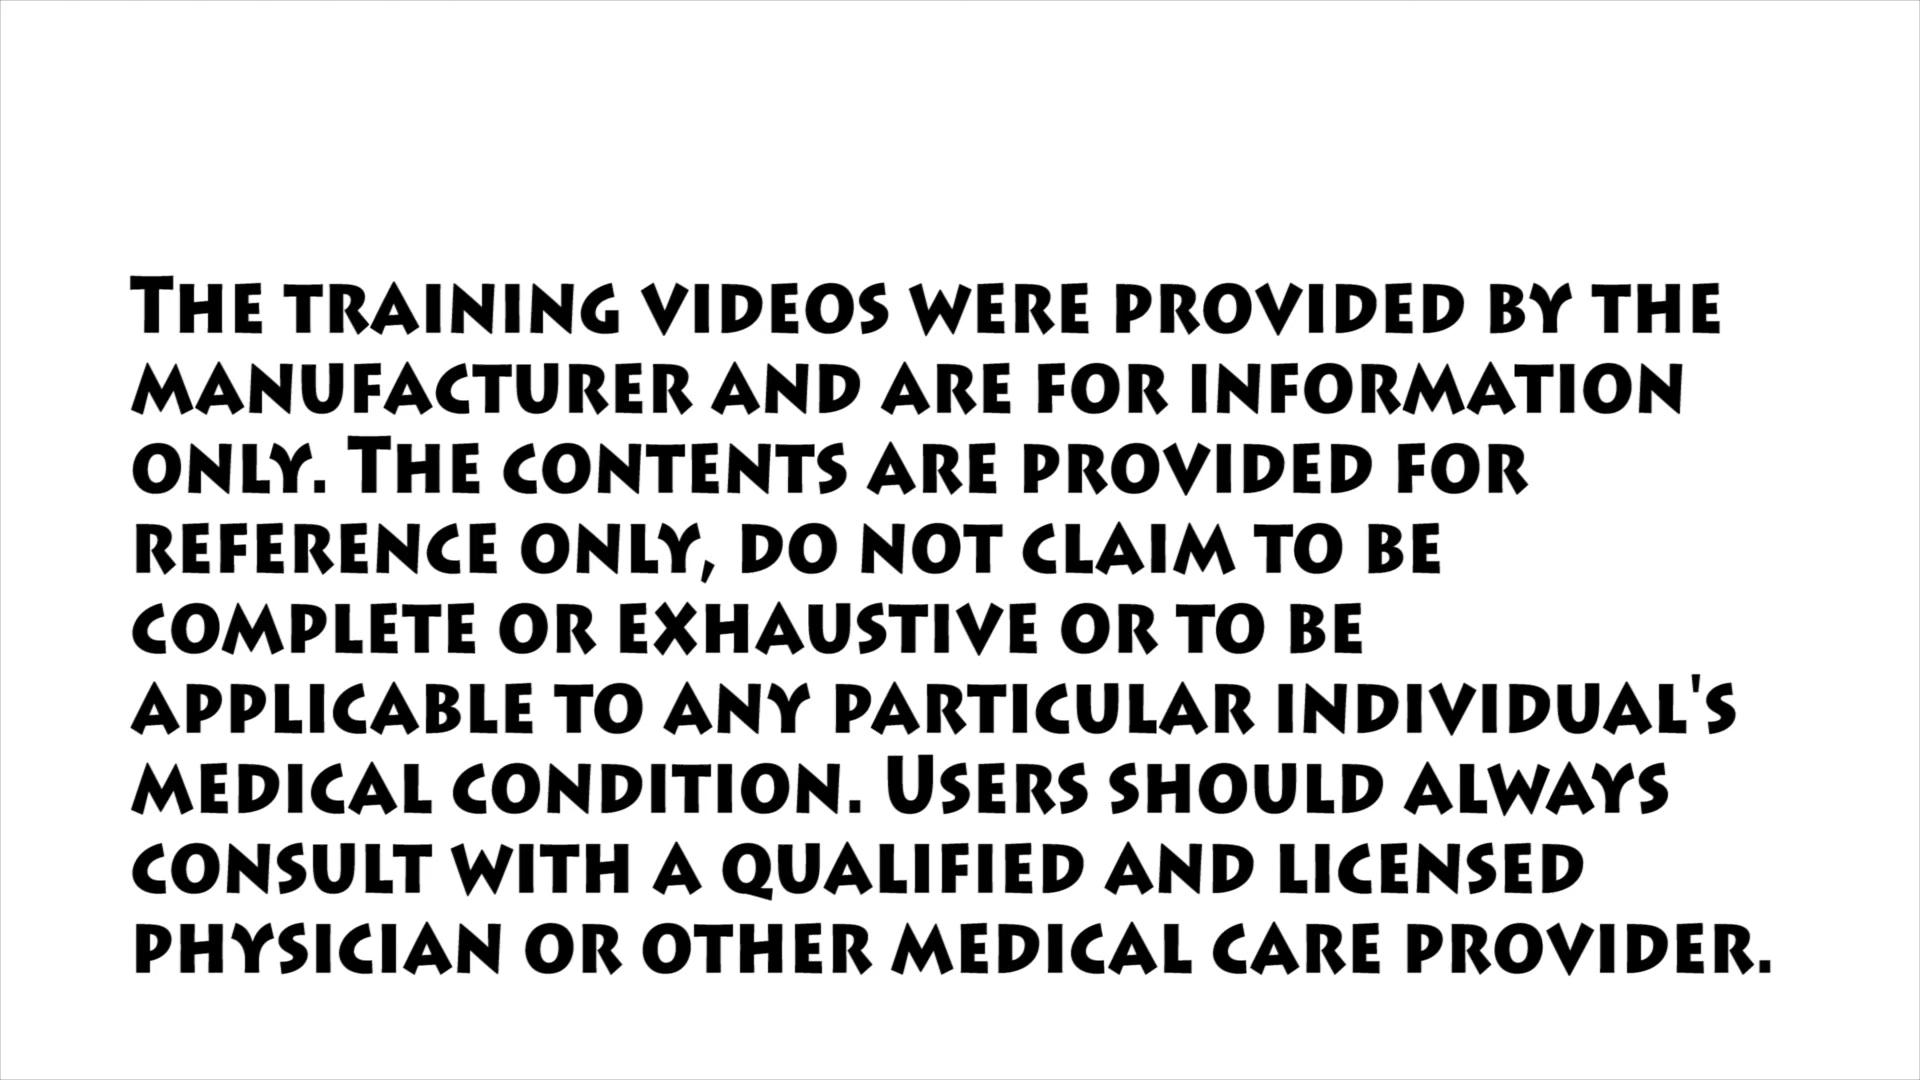 The training videos were provided by the
manufacturer and are for information
only. The contents are provided for
reference only, do not claim to be
complete or exhaustive or to be
applicable to any particular individual's
medical condition. Users should always
consult with a qualified and licensed
physician or other medical care provider.